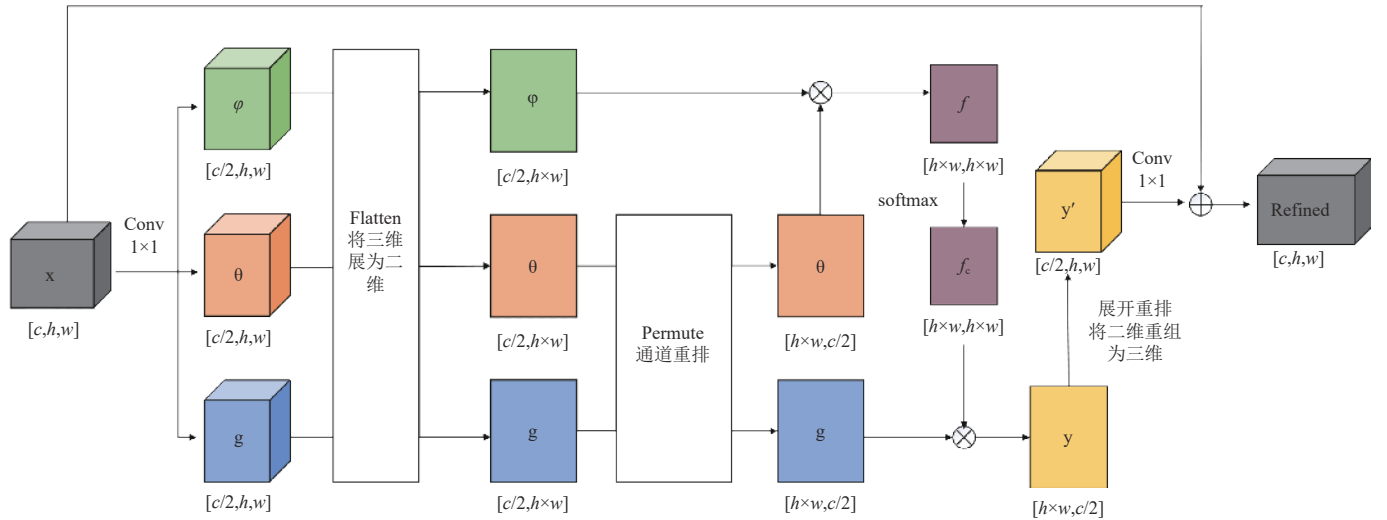 x
[c,h,w]
Conv
1×1
φ
[c/2,h,w]
θ
[c/2,h,w]
g
[c/2,h,w]
Flatten
将三维
展为二
维
φ
[c/2,h×w]
θ
[c/2,h×w]
g
[c/2,h×w]
Permute
通道重排
θ
[h×w,c/2]
g
[h×w,c/2]
f
[h×w,h×w]
softmax
fc
[h×w,h×w]
y
[h×w,c/2]
展开重排
将二维重组
为三维
y′
[c/2,h,w]
Conv
1×1
Refined
[c,h,w]